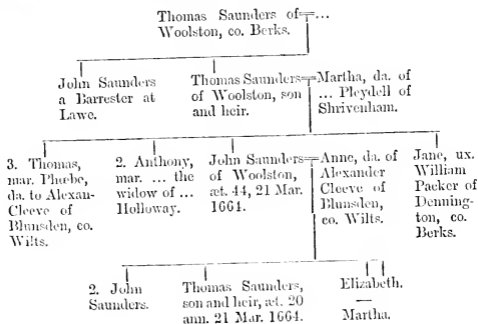 Thomas Saunders of=...
Woolston, co. Berks.
John Saunders
a Barrester at
Lawe.
Thomas Saunders=Martha, da. of
of Woolston, son
and heir.
... Pleydell of
Shrivenham.
3. Thomas,
mar. Phœbe,
da. to Alexan-
Cleeve of
Blunsden, co.
Wilts.
2. Anthony,
mar. ... the
widow of ...
Holloway.
John Saunders=Anne, da. of
of Woolston,
æt. 44, 21 Mar.
1664.
Alexander
Cleeve of
Blunsden,
co. Wilts.
Jane, ux.
William
Packer of
Denning-
ton, co.
Berks.
2. John
Saunders.
Thomas Saunders,
son and heir, æt. 20
ann. 21 Mar. 1664.
Elizabeth.
—
Martha.